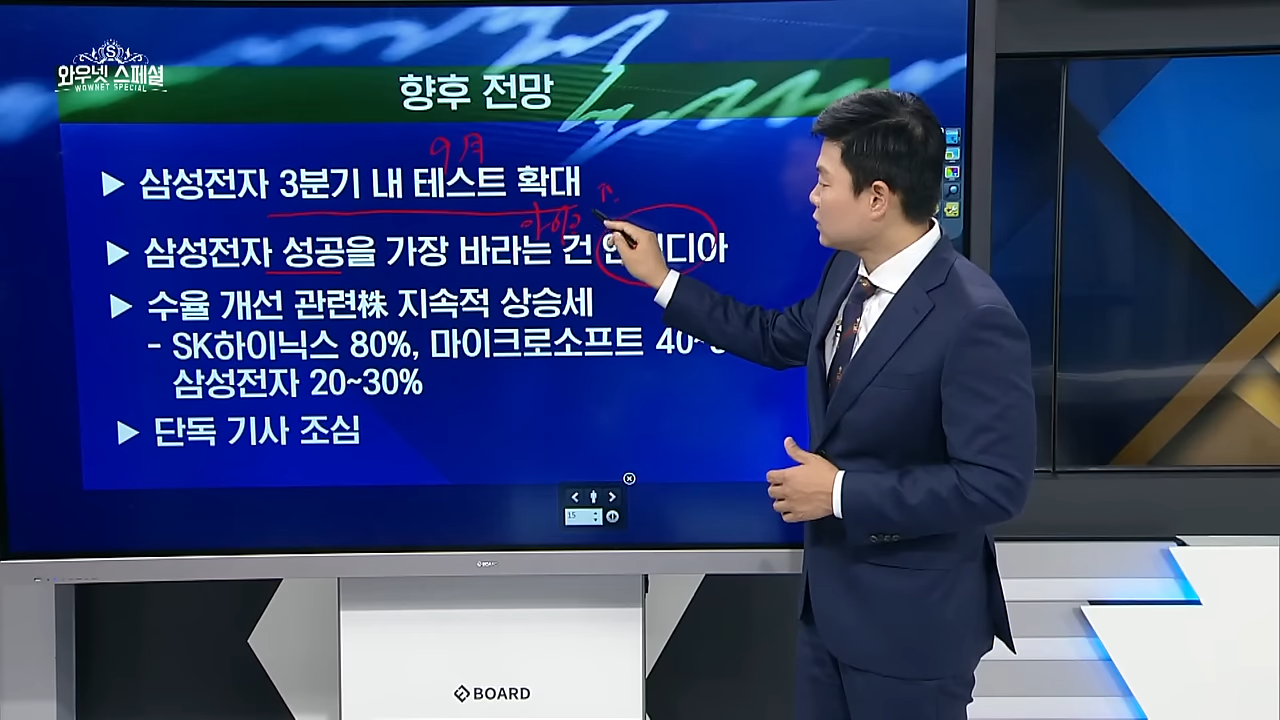 와우넷 스페셜
WOWNET SPECIAL
향후 전망
9月
▶ 삼성전자 3분기 내 테스트 확대
▶ 삼성전자 성공을 가장 바라는 건
디아
▶ 수율 개선 관련株 지속적 상승세
- SK하이닉스 80%, 마이크로소프트 40~
삼성전자 20~30%
▶ 단독 기사 조심
15
BOARD